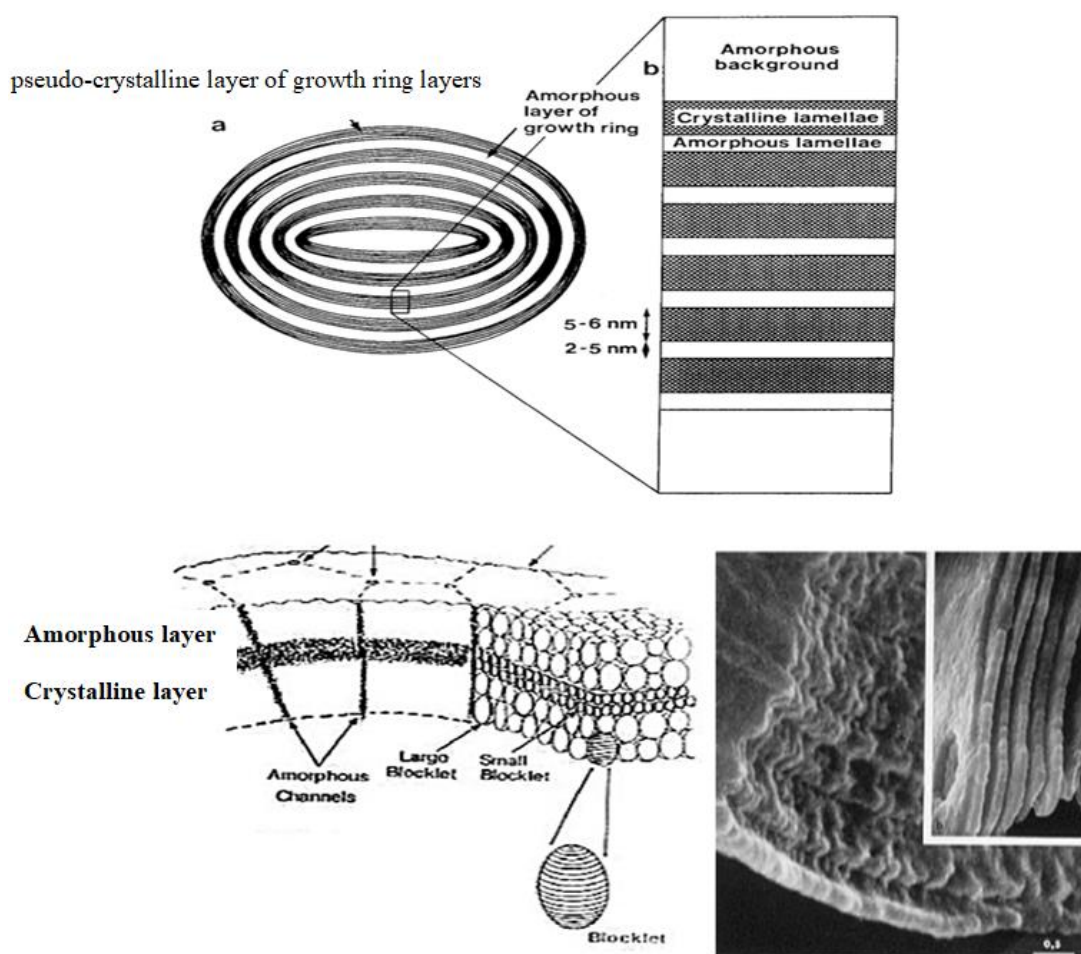 pseudo-crystalline layer of growth ring layers
a
Amorphous
layer of
growth ring
b
Amorphous
background
Crystalline lamellae
Amorphous lamellae
5-6 nm
2-5 nm
Amorphous layer
Crystalline layer
Amorphous
Channels
Largo
Blocklet
Small
Blocklet
Blocklet
0,5